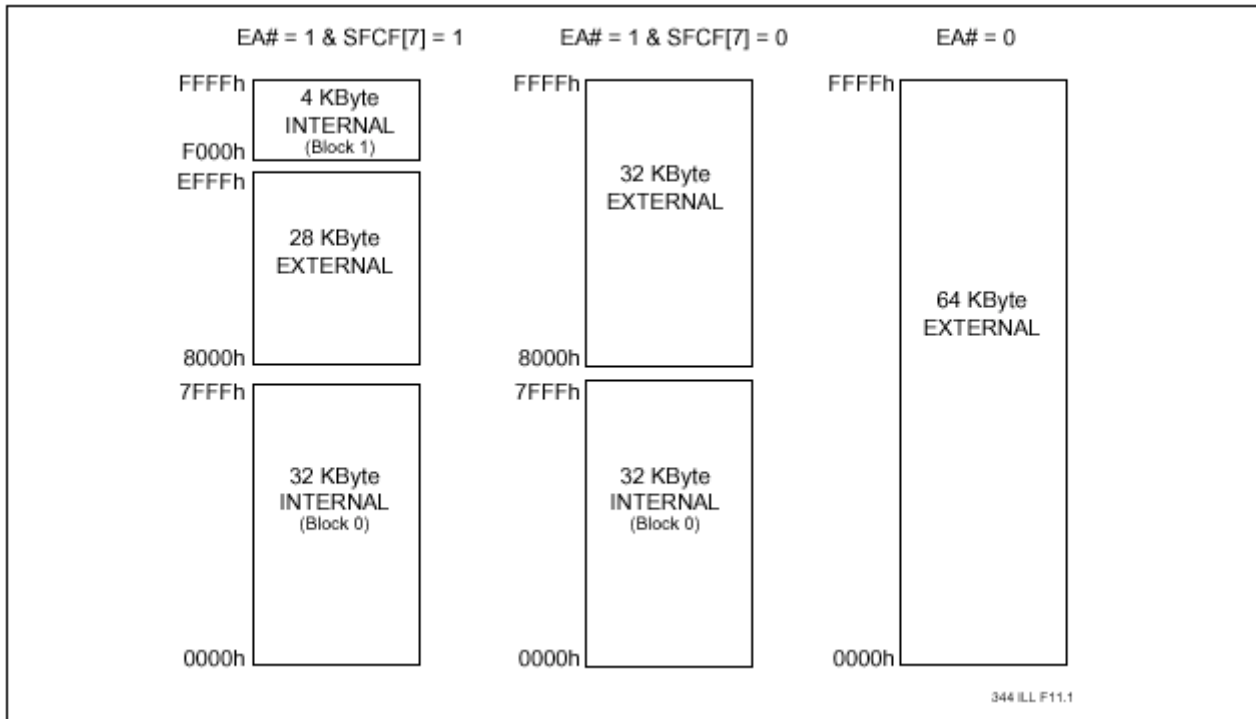 EA# = 1 & SFCF[7] = 1
FFFFh
4 KByte
INTERNAL
(Block 1)
F000h
EFFFh
28 KByte
EXTERNAL
8000h
7FFFh
32 KByte
INTERNAL
(Block 0)
0000h
EA# = 1 & SFCF[7] = 0
FFFFh
32 KByte
EXTERNAL
8000h
7FFFh
32 KByte
INTERNAL
(Block 0)
0000h
EA# = 0
FFFFh
64 KByte
EXTERNAL
0000h
344 ILL F11.1